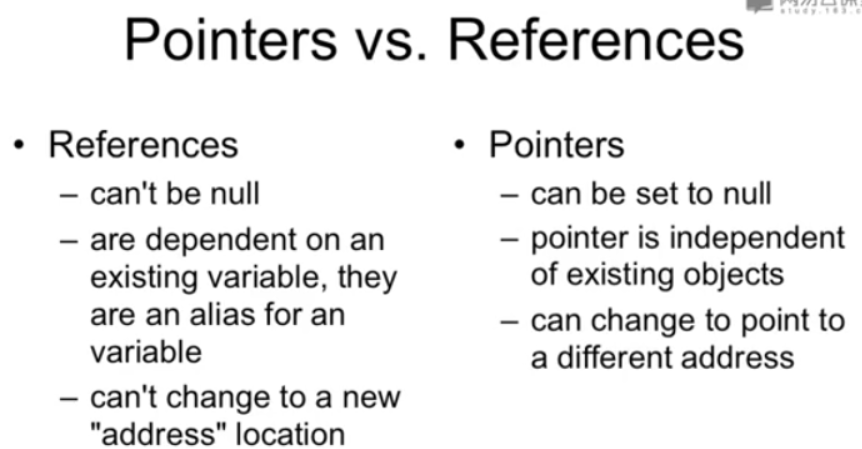 Pointers vs. References
• References
– can't be null
– are dependent on an
existing variable, they
are an alias for an
variable
– can't change to a new
"address" location
• Pointers
– can be set to null
– pointer is independent
of existing objects
– can change to point to
a different address